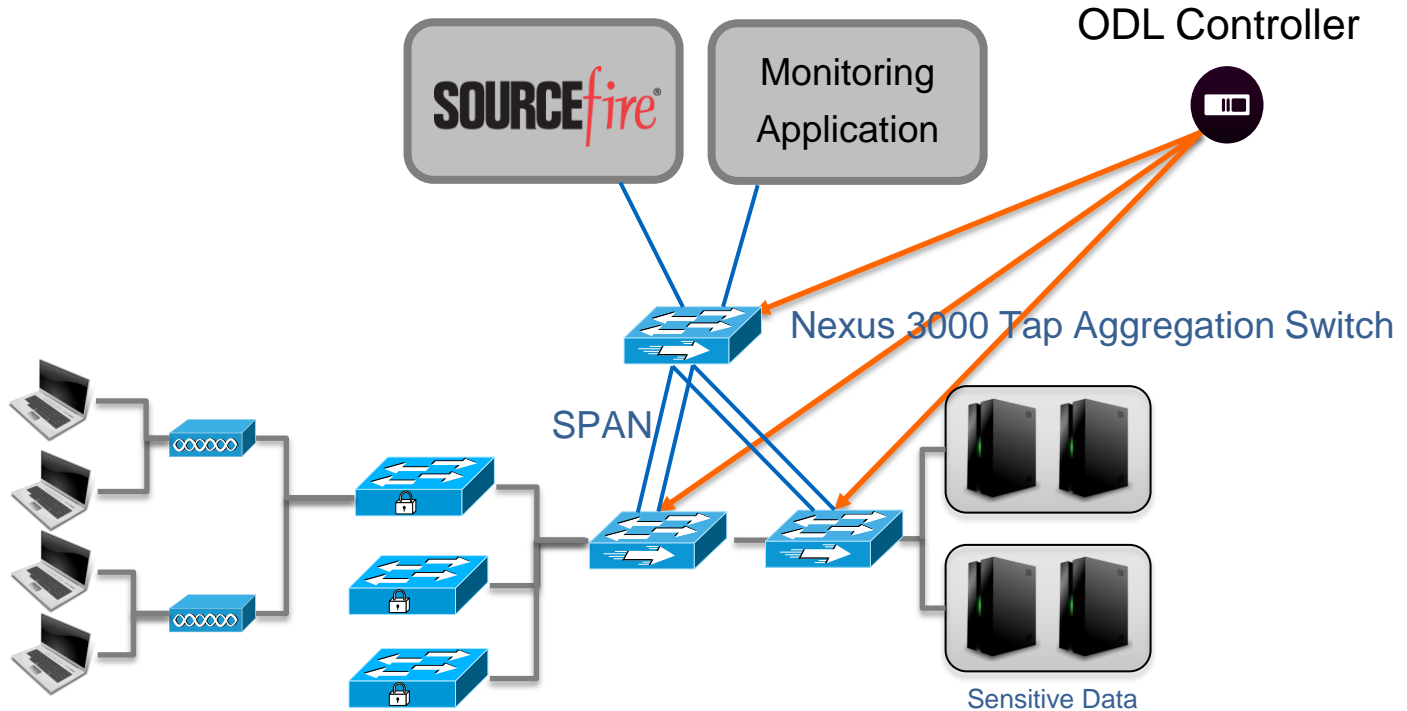 ODL Controller
SOURCEfire®
Monitoring
Application
Nexus 3000 Tap Aggregation Switch
SPAN
Sensitive Data